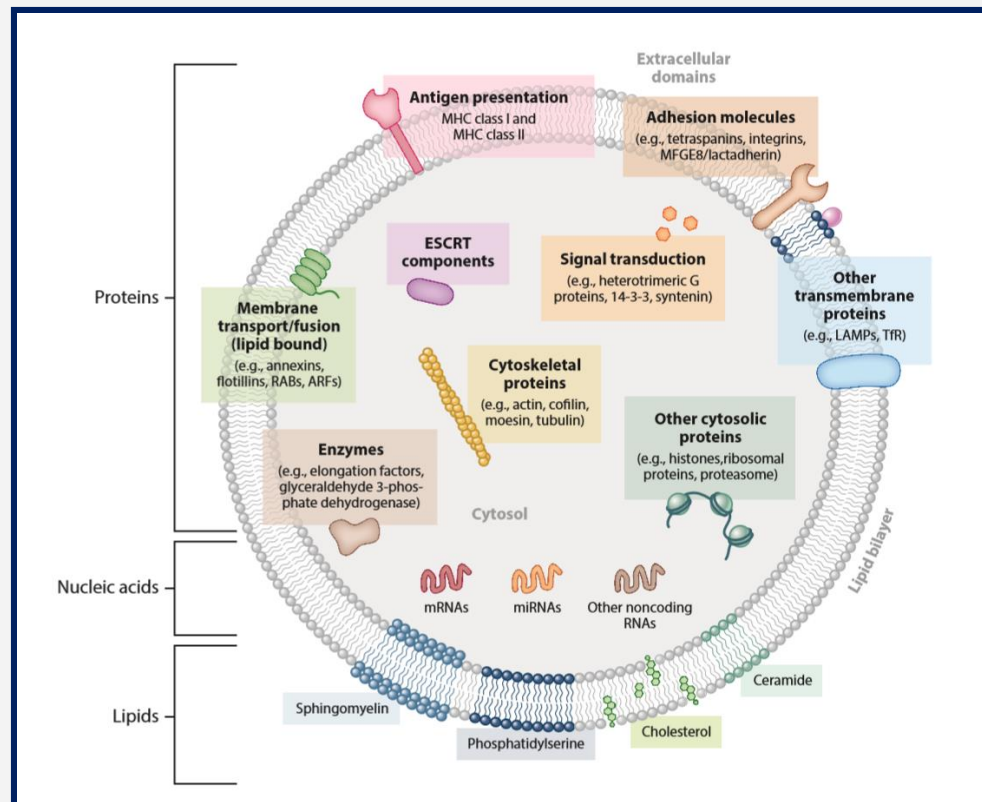 Extracellular
domains
Antigen presentation
MHC class I and
MHC class II
Adhesion molecules
(e.g., tetraspanins, integrins,
MFGE8/lactadherin)
ESCRT
components
Signal transduction
(e.g., heterotrimeric G
proteins, 14-3-3, syntenin)
Other
transmembrane
proteins
(e.g., LAMPs, TfR)
Proteins
Membrane
transport/fusion
(lipid bound)
(e.g., annexins,
flotillins, RABs, ARFs)
Cytoskeletal
proteins
(e.g., actin, cofilin,
moesin, tubulin)
Other cytosolic
proteins
(e.g., histones,ribosomal
proteins, proteasome)
Enzymes
(e.g., elongation factors,
glyceraldehyde 3-phos-
phate dehydrogenase)
Cytosol
Lipid bilayer
Nucleic acids
mRNAs
miRNAs
Other noncoding
RNAs
Lipids
Sphingomyelin
Phosphatidylserine
Cholesterol
Ceramide